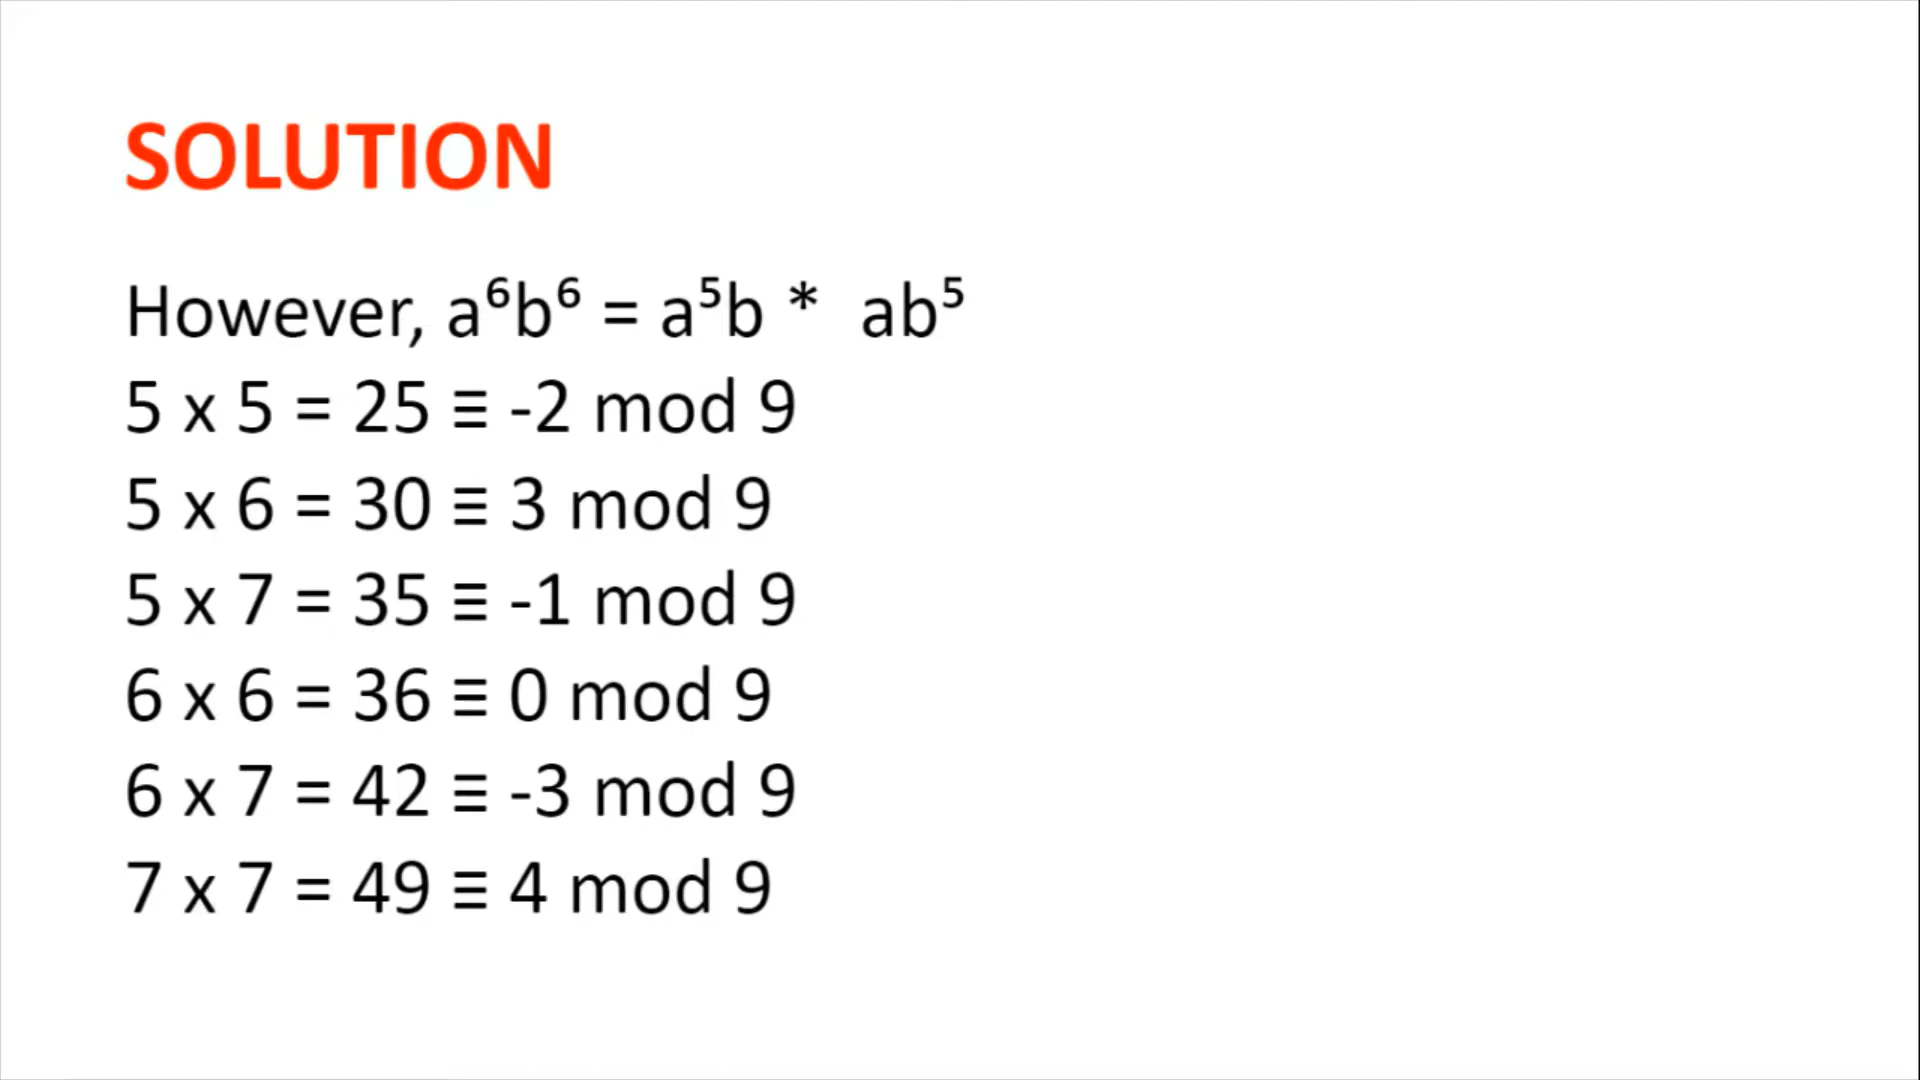 SOLUTION
However, a⁶b⁶ = a⁵b * ab⁵
5 x 5 = 25 ≡ -2 mod 9
5 x 6 = 30 ≡ 3 mod 9
5 x 7 = 35 ≡ -1 mod 9
6 x 6 = 36 ≡ 0 mod 9
6 x 7 = 42 ≡ -3 mod 9
7 x 7 = 49 ≡ 4 mod 9